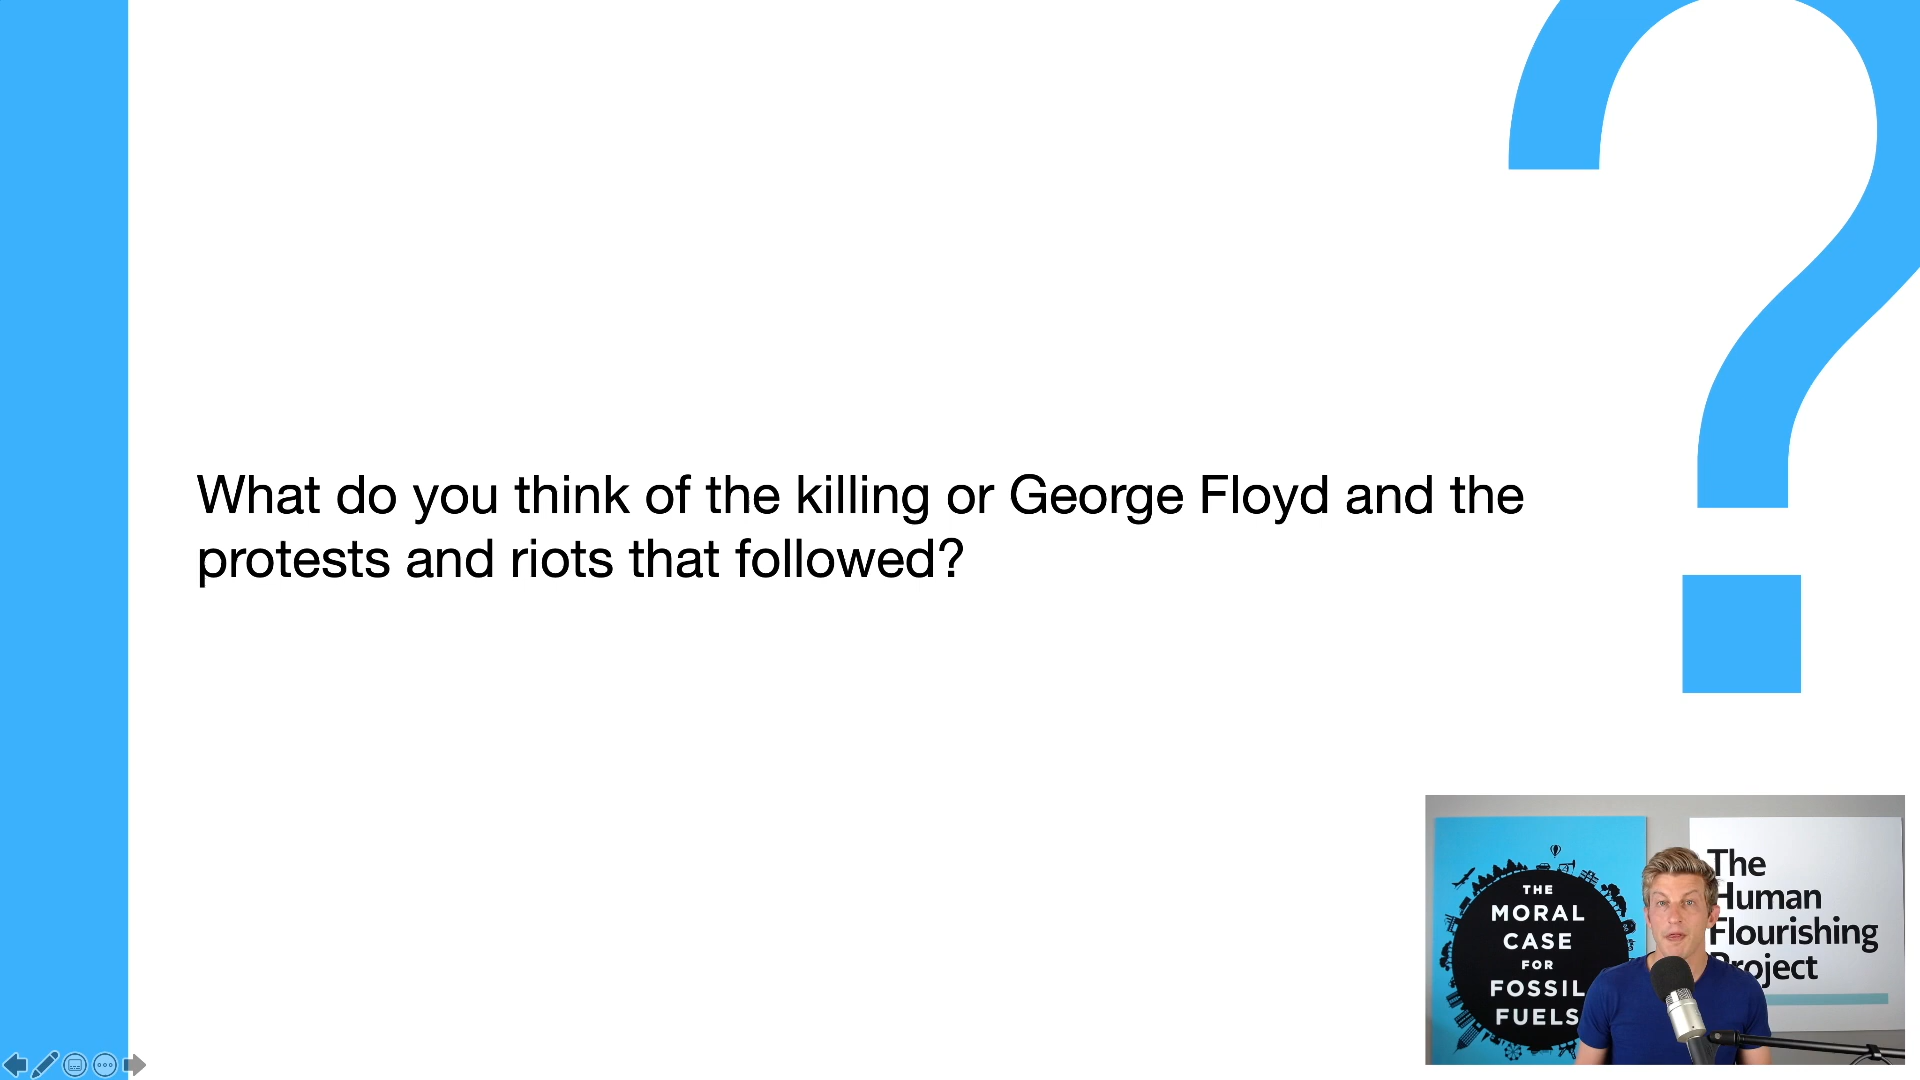 What do you think of the killing or George Floyd and the
protests and riots that followed?
THE
MORAL
CASE
FOR
FOSSIL
FUELS
The
Human
Flourishing
Project